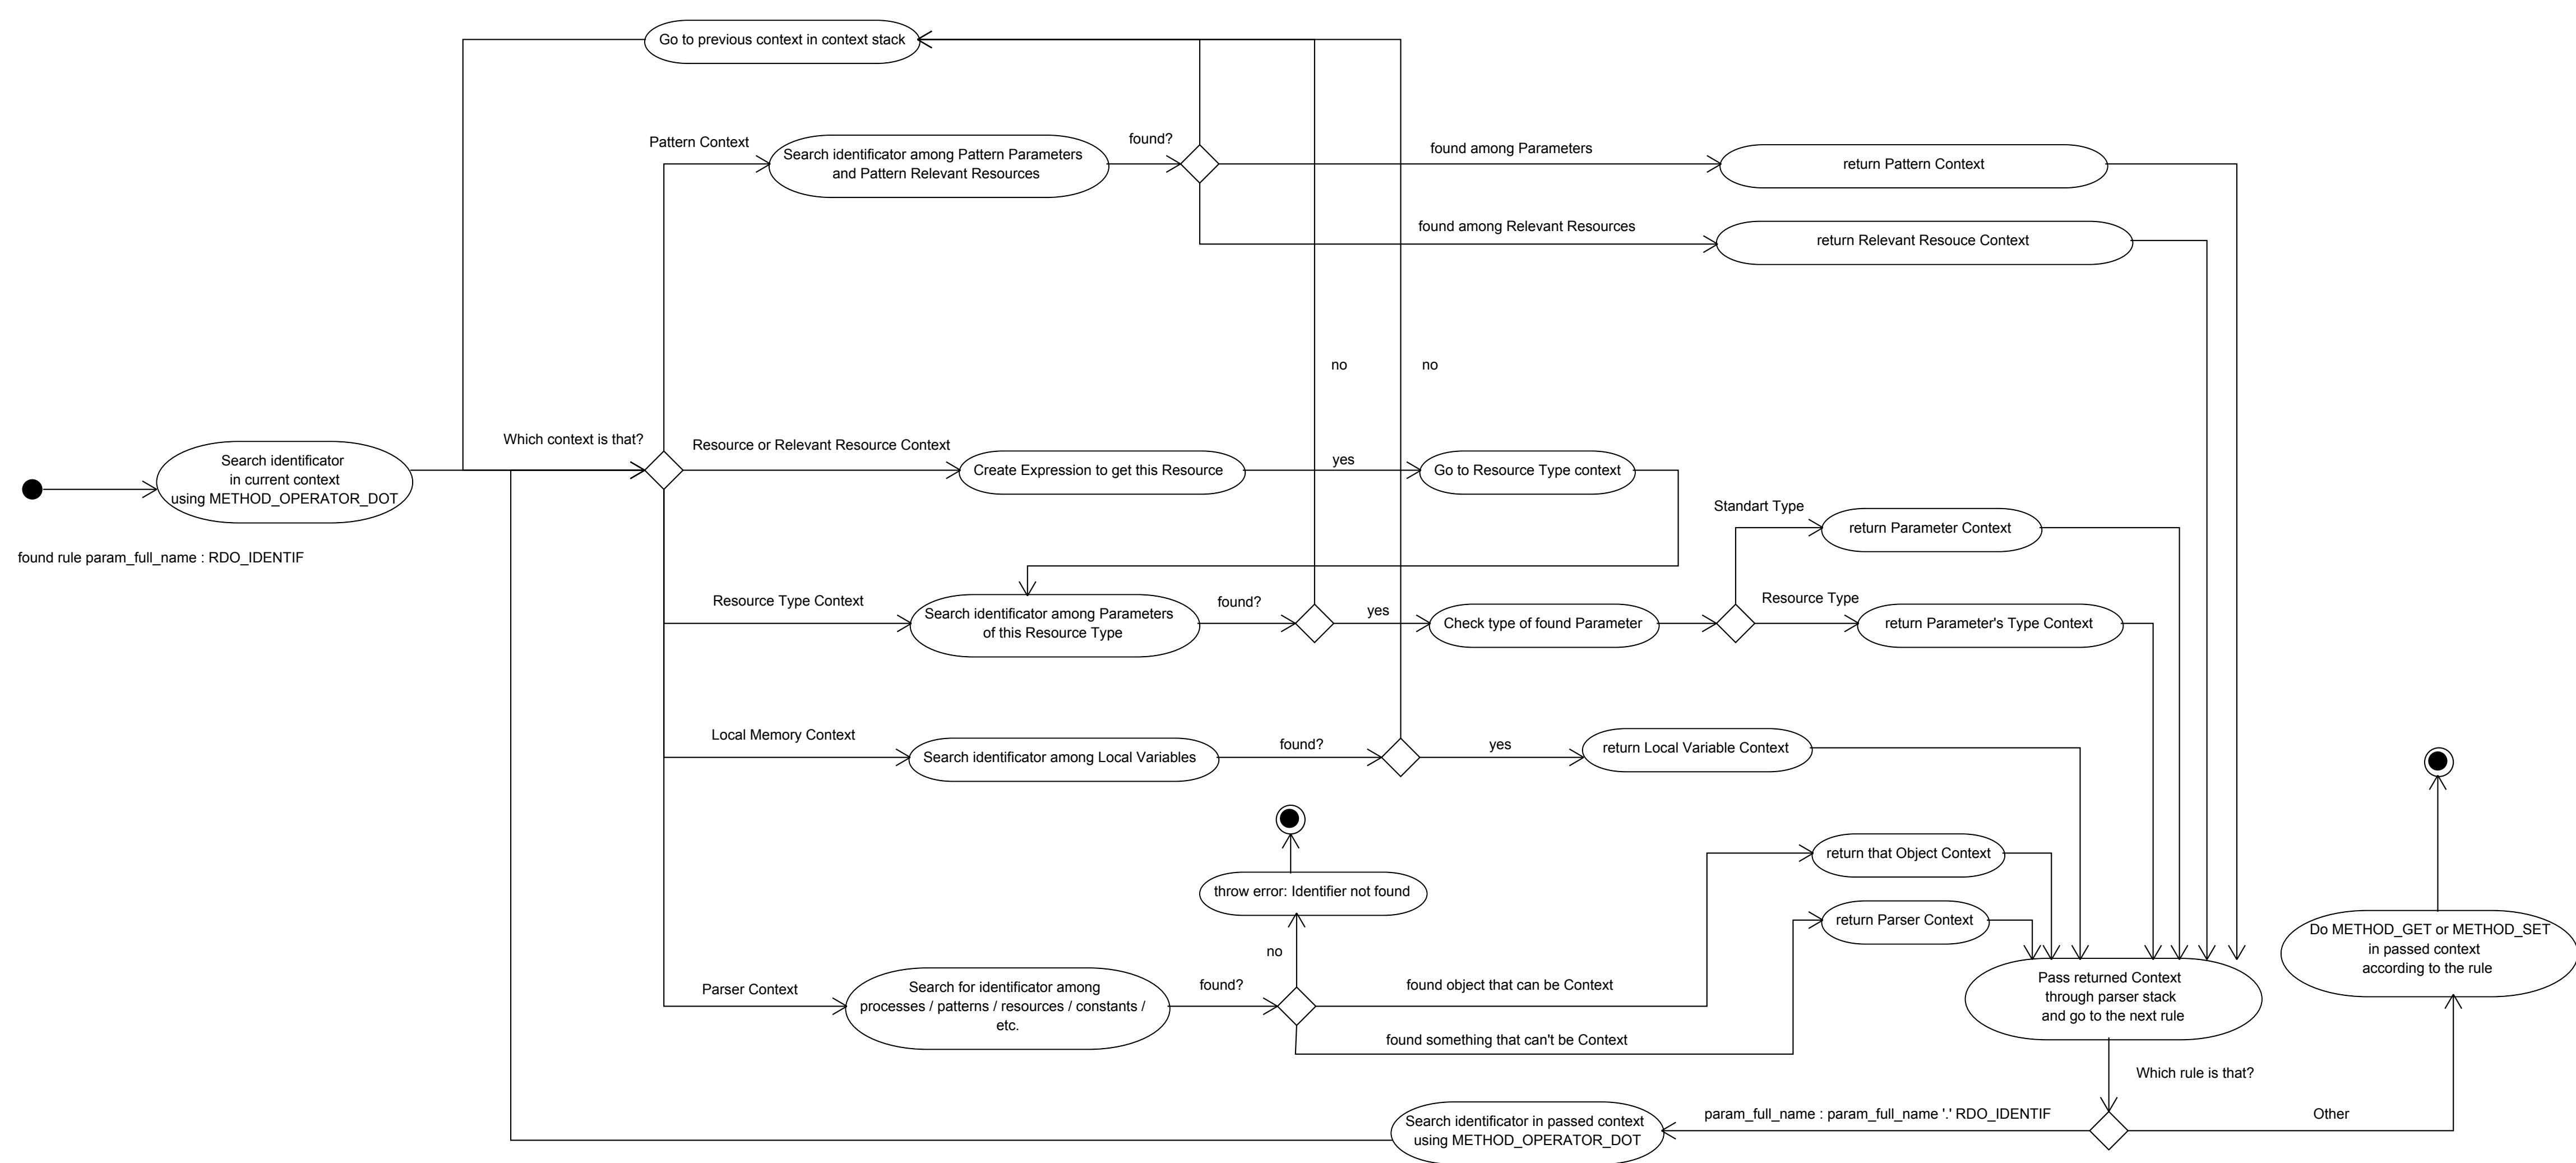 Go to previous context in context stack
Pattern Context
Search identificator among Pattern Parameters
and Pattern Relevant Resources
found?
found among Parameters
return Pattern Context
found among Relevant Resources
return Relevant Resouce Context
no
no
Which context is that?
Resource or Relevant Resource Context
Search identificator
in current context
using METHOD_OPERATOR_DOT
Create Expression to get this Resource
yes
Go to Resource Type context
Standart Type
return Parameter Context
found rule param_full_name : RDO_IDENTIF
Resource Type Context
Search identificator among Parameters
of this Resource Type
found?
yes
Check type of found Parameter
Resource Type
return Parameter's Type Context
Local Memory Context
Search identificator among Local Variables
found?
yes
return Local Variable Context
return that Object Context
throw error: Identifier not found
return Parser Context
Do METHOD_GET or METHOD_SET
in passed context
according to the rule
no
Parser Context
Search for identificator among
processes / patterns / resources / constants /
etc.
found?
found object that can be Context
Pass returned Context
through parser stack
and go to the next rule
found something that can't be Context
Which rule is that?
Search identificator in passed context
using METHOD_OPERATOR_DOT
param_full_name : param_full_name '.' RDO_IDENTIF
Other